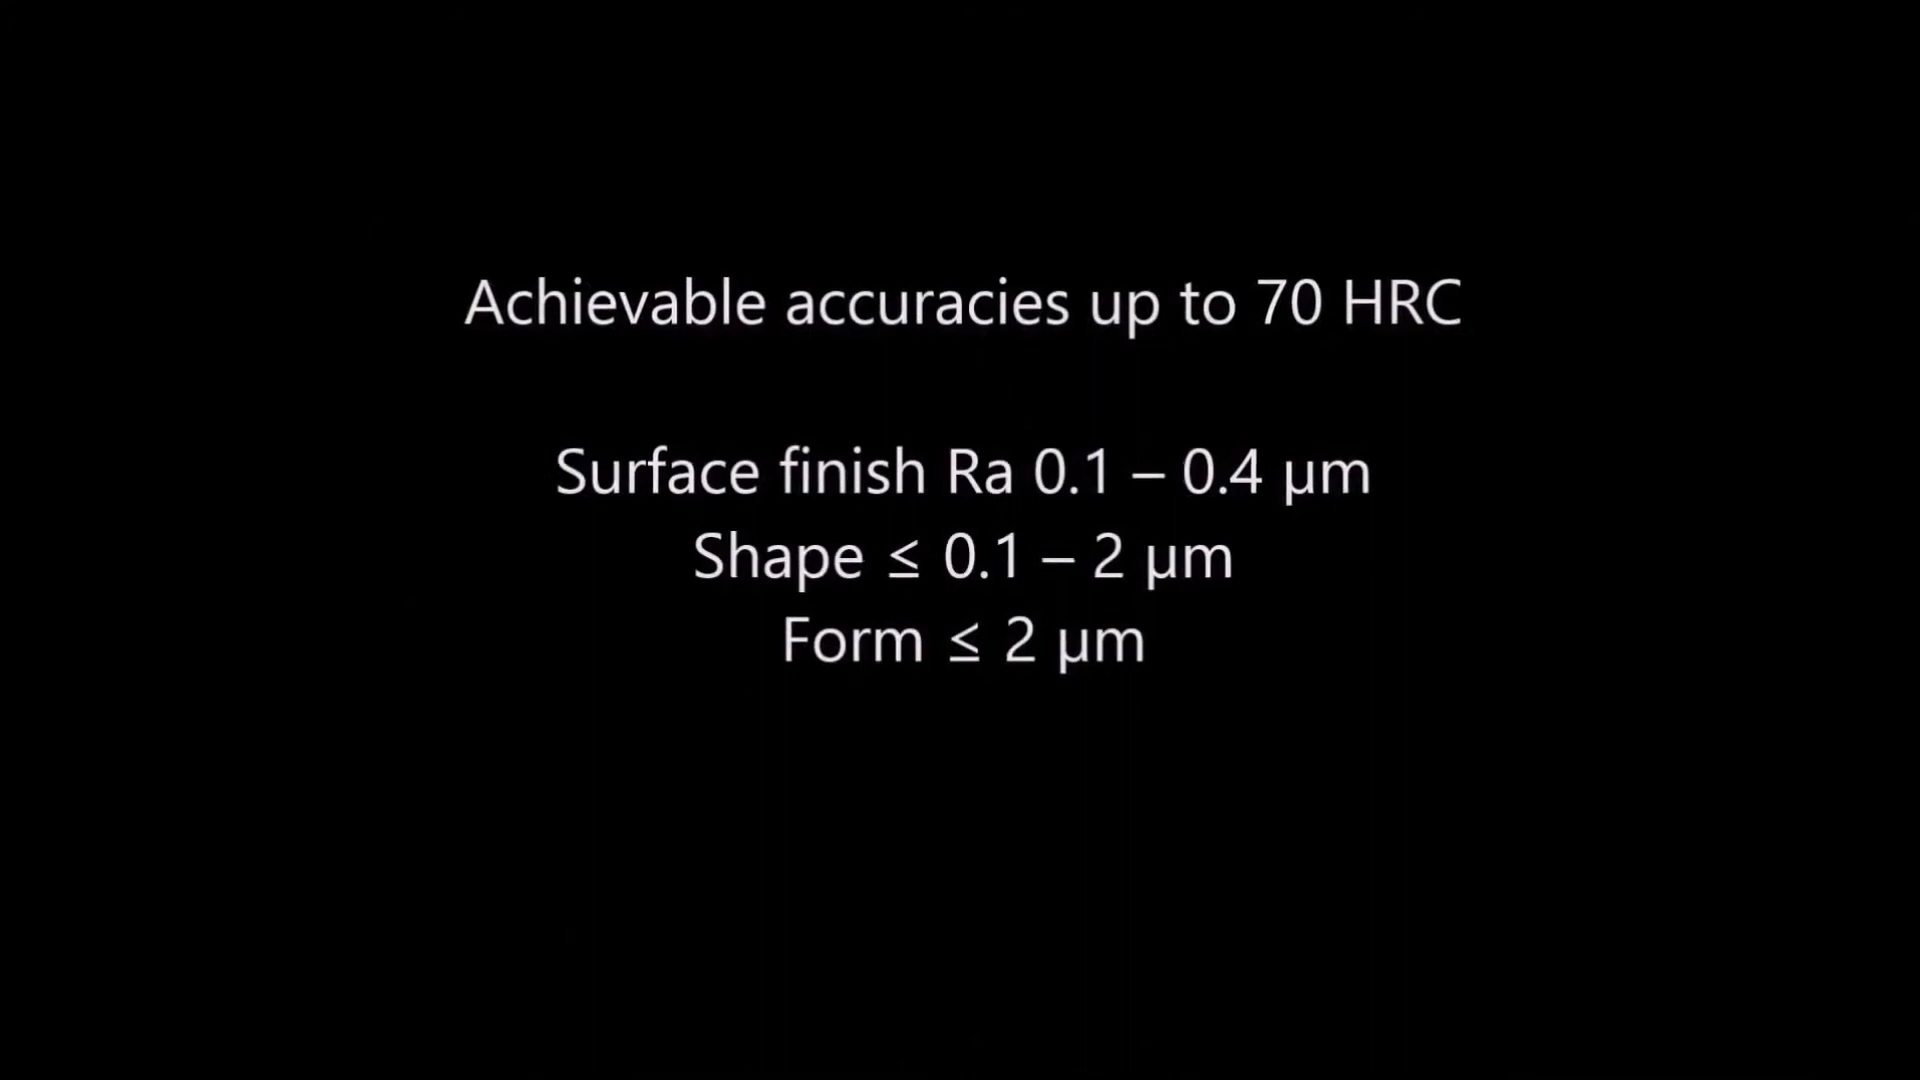 Achievable accuracies up to 70 HRC
Surface finish Ra 0.1 – 0.4 µm
Shape ≤ 0.1 – 2 µm
Form ≤ 2 µm